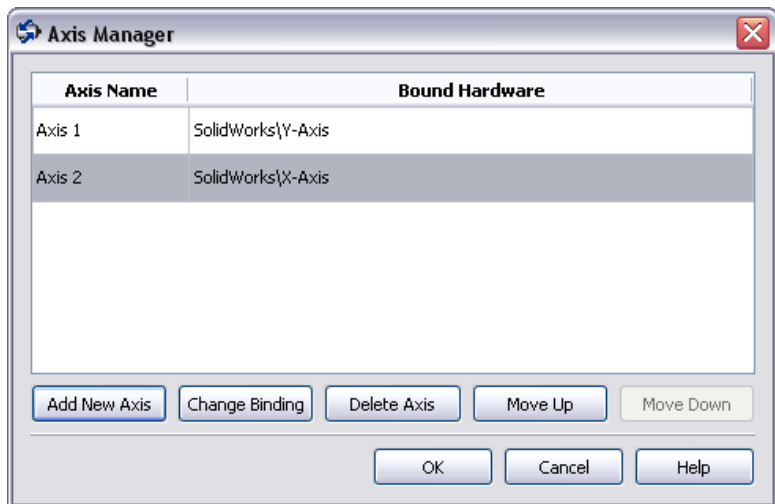 Axis Manager
Axis Name Bound Hardware
Axis 1 SolidWorks\Y-Axis
Axis 2 SolidWorks\X-Axis
Add New Axis Change Binding Delete Axis Move Up Move Down
OK Cancel Help